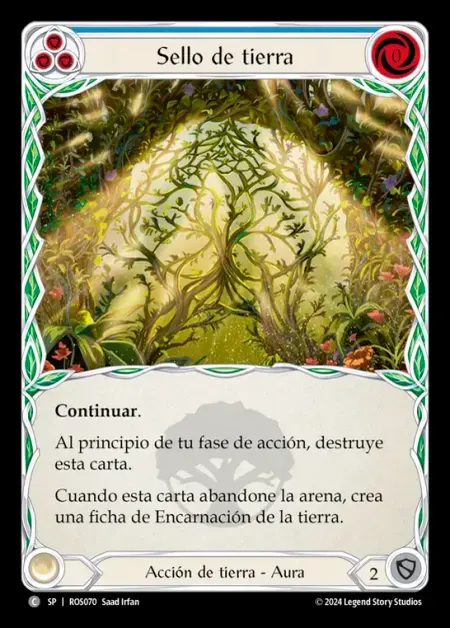 Sello de tierra
0
Continuar.
Al principio de tu fase de acción, destruye
esta carta.
Cuando esta carta abandone la arena, crea
una ficha de Encarnación de la tierra.
Acción de tierra - Aura
2
C SP | ROS070 Saad Irfan
© 2024 Legend Story Studios